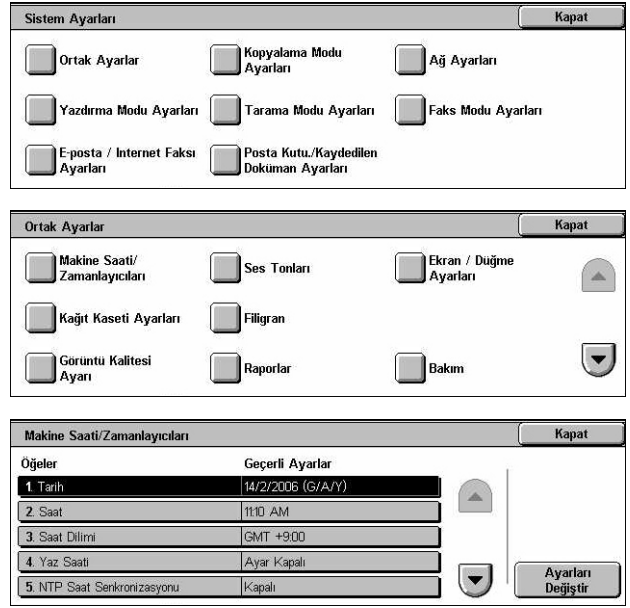 Sistem Ayarları Kapat
Ortak Ayarlar Kopyalama Modu Ayarları Ağ Ayarları
Yazdırma Modu Ayarları Tarama Modu Ayarları Faks Modu Ayarları
E-posta / Internet Faksı Ayarları Posta Kutu./Kaydedilen Doküman Ayarları
Ortak Ayarlar Kapat
Makine Saati/ Zamanlayıcıları Ses Tonları Ekran / Düğme Ayarları
Kağıt Kaseti Ayarları Filigran
Görüntü Kalitesi Ayarı Raporlar Bakım
Makine Saati/Zamanlayıcıları Kapat
Öğeler Geçerli Ayarlar
1. Tarih 14/2/2006 (G/A/Y)
2. Saat 11:10 AM
3. Saat Dilimi GMT +9:00
4. Yaz Saati Ayar Kapalı
5. NTP Saat Senkronizasyonu Kapalı
Ayarları
Değiştir